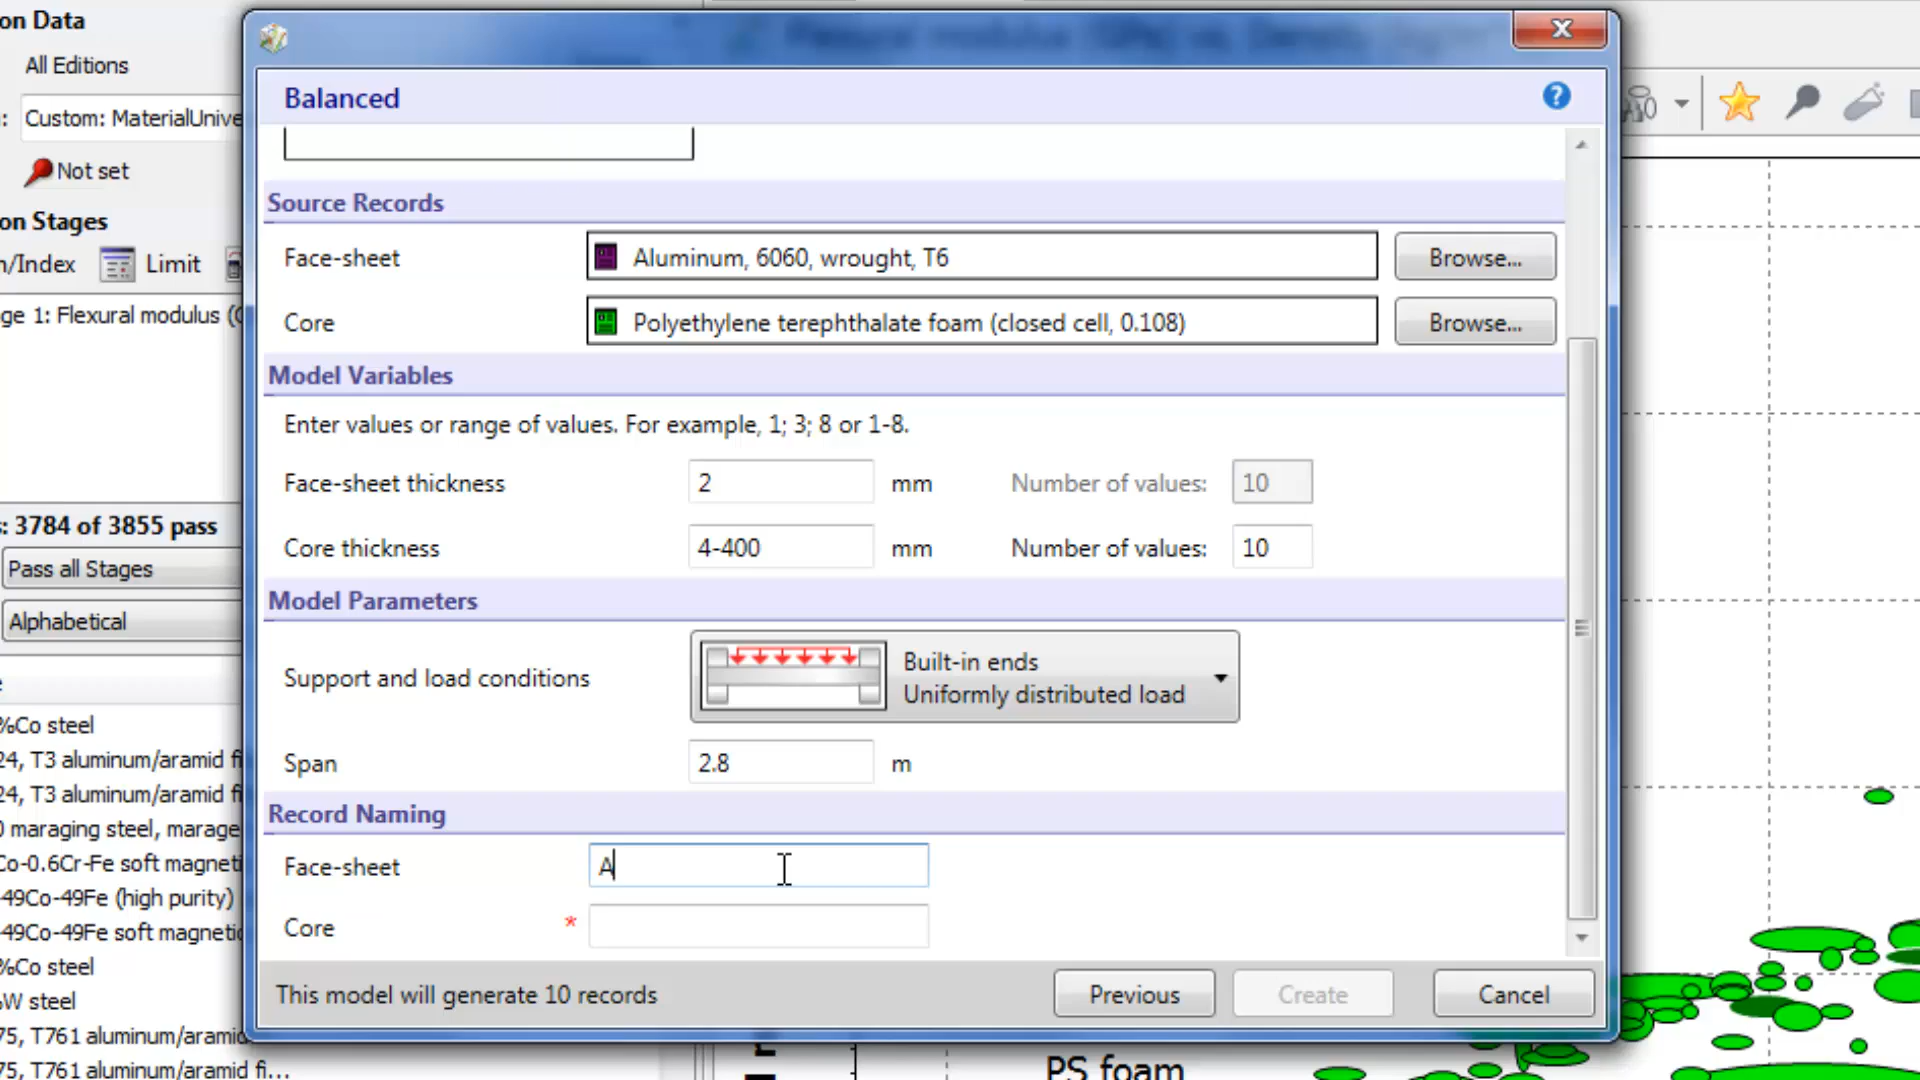 on Data
All Editions
: Custom: MaterialUnive
Not set
on Stages
n/Index Limit
ge 1: Flexural modulus (
: 3784 of 3855 pass
Pass all Stages
Alphabetical
%Co steel
24, T3 aluminum/aramid fi
24, T3 aluminum/aramid fi
0 maraging steel, marage
Co-0.6Cr-Fe soft magneti
-49Co-49Fe (high purity)
-49Co-49Fe soft magnetic
%Co steel
W steel
75, T761 aluminum/aramid
75, T761 aluminum/aramid fi...
Balanced
?
Source Records
Face-sheet Aluminum, 6060, wrought, T6 Browse...
Core Polyethylene terephthalate foam (closed cell, 0.108) Browse...
Model Variables
Enter values or range of values. For example, 1; 3; 8 or 1-8.
Face-sheet thickness 2 mm Number of values: 10
Core thickness 4-400 mm Number of values: 10
Model Parameters
Support and load conditions Built-in ends
Uniformly distributed load
Span 2.8 m
Record Naming
Face-sheet A
Core *
This model will generate 10 records Previous Create Cancel
PS foam